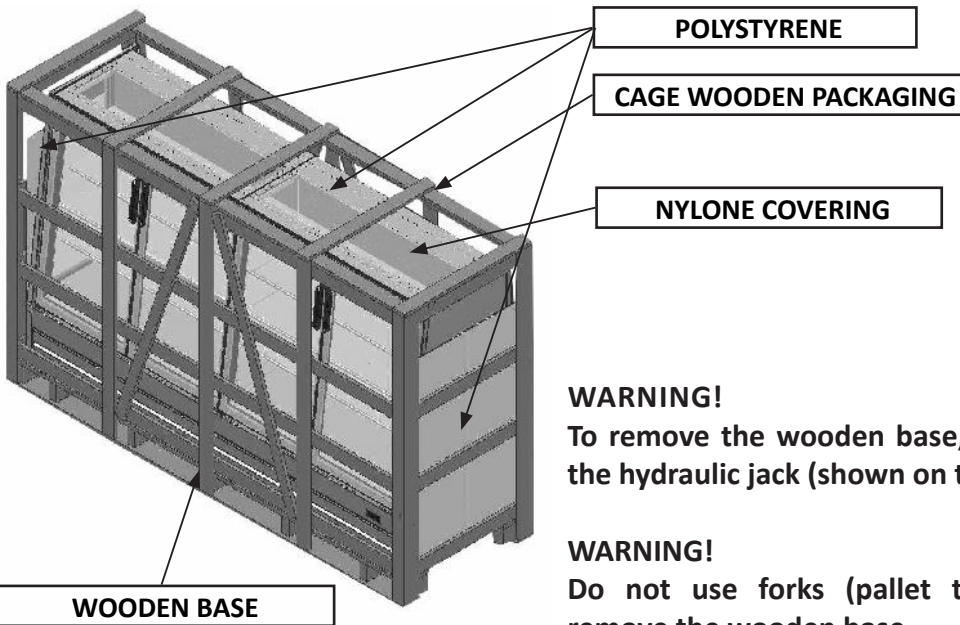 POLYSTYRENE
CAGE WOODEN PACKAGING
NYLONE COVERING
WARNING!
To remove the wooden base,
the hydraulic jack (shown on
WARNING!
Do not use forks (pallet
remove the wooden base
WOODEN BASE